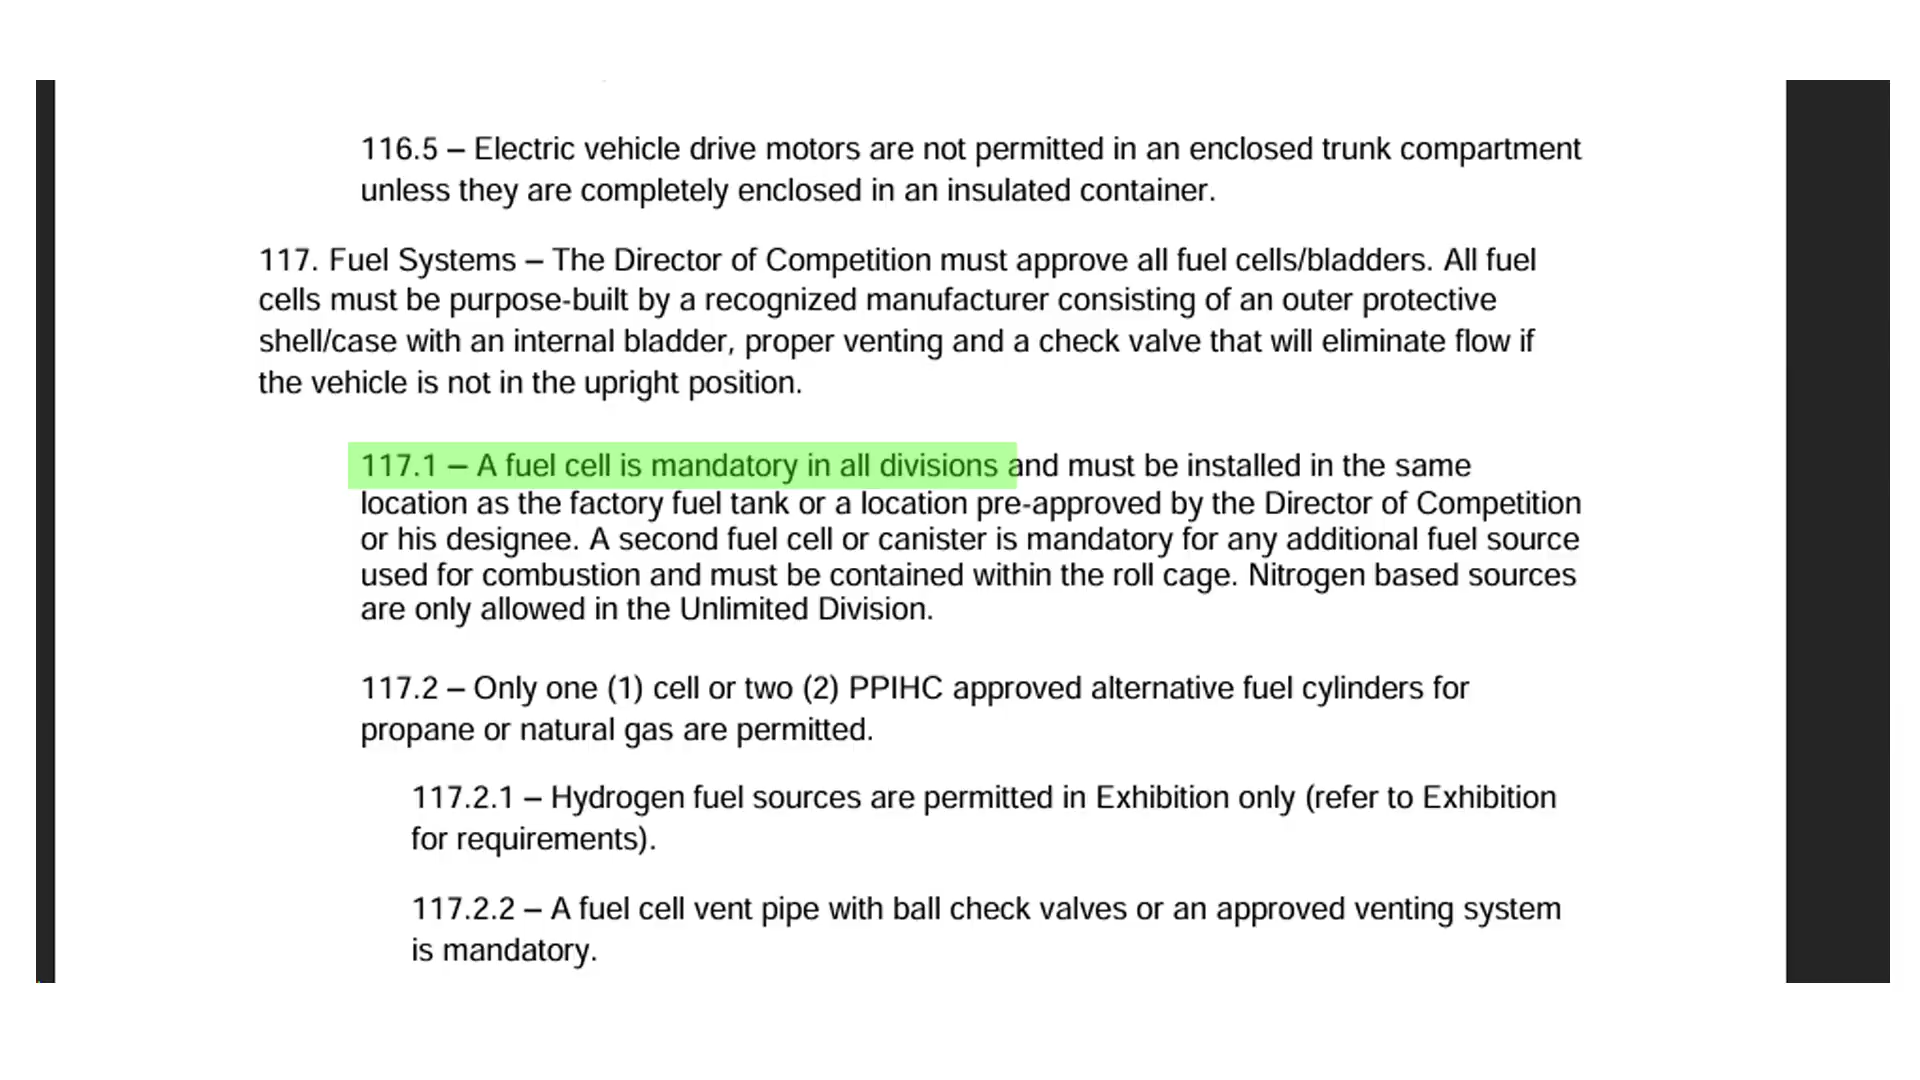 116.5 – Electric vehicle drive motors are not permitted in an enclosed trunk compartment
unless they are completely enclosed in an insulated container.
117. Fuel Systems – The Director of Competition must approve all fuel cells/bladders. All fuel
cells must be purpose-built by a recognized manufacturer consisting of an outer protective
shell/case with an internal bladder, proper venting and a check valve that will eliminate flow if
the vehicle is not in the upright position.
117.1 – A fuel cell is mandatory in all divisions and must be installed in the same
location as the factory fuel tank or a location pre-approved by the Director of Competition
or his designee. A second fuel cell or canister is mandatory for any additional fuel source
used for combustion and must be contained within the roll cage. Nitrogen based sources
are only allowed in the Unlimited Division.
117.2 – Only one (1) cell or two (2) PPIHC approved alternative fuel cylinders for
propane or natural gas are permitted.
117.2.1 – Hydrogen fuel sources are permitted in Exhibition only (refer to Exhibition
for requirements).
117.2.2 – A fuel cell vent pipe with ball check valves or an approved venting system
is mandatory.